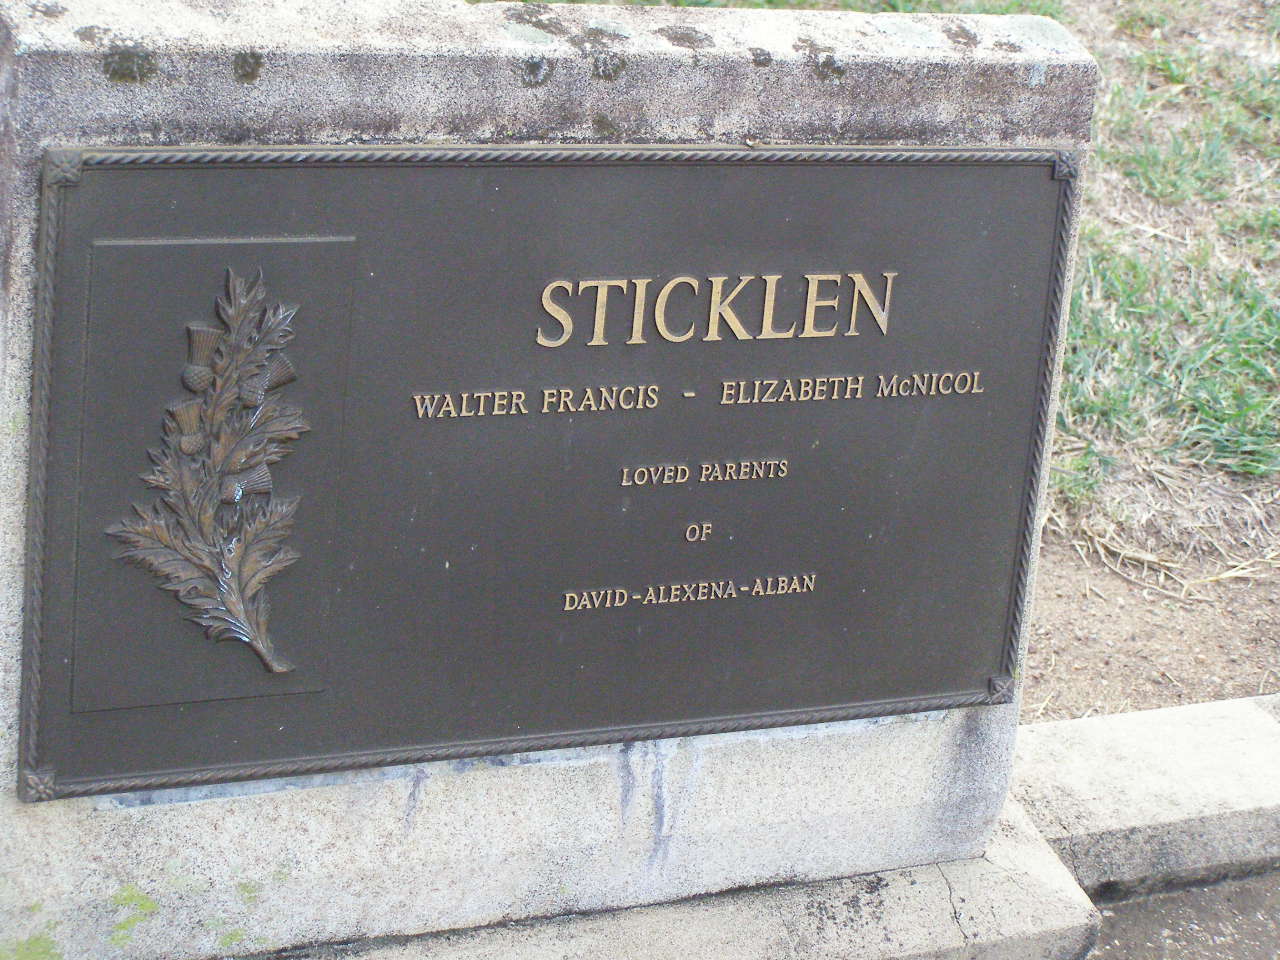 STICKLEN
WALTER FRANCIS - ELIZABETH McNICOL
LOVED PARENTS
OF
DAVID-ALEXENA-ALBAN